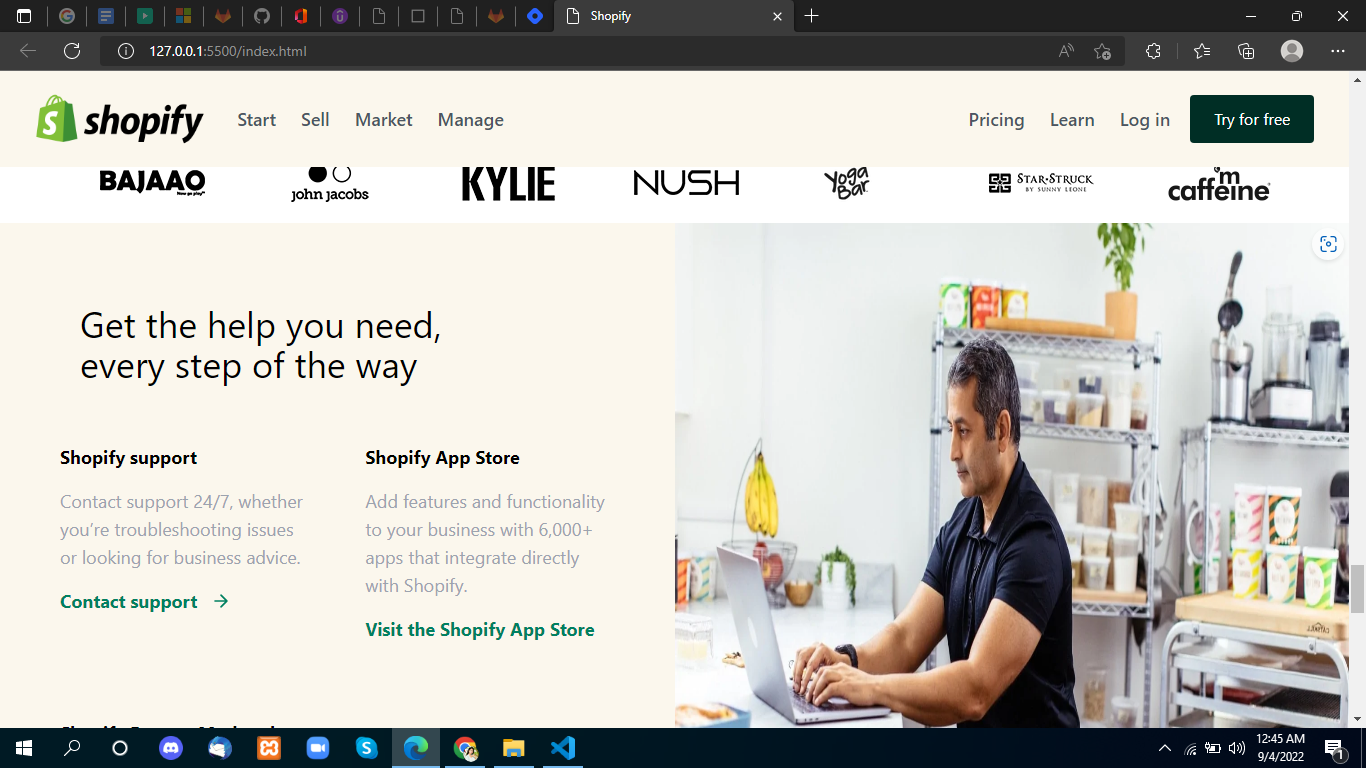 Shopify
127.0.0.1:5500/index.html
shopify
Start Sell Market Manage
Pricing Learn Log in Try for free
BAJAAO
john jacobs
KYLIE
NUSH
Yoga
Bar
STAR★STRUCK
BY SUNNY LEONE
I'm
caffeine
Get the help you need,
every step of the way
Shopify support
Contact support 24/7, whether
you’re troubleshooting issues
or looking for business advice.
Contact support →
Shopify App Store
Add features and functionality
to your business with 6,000+
apps that integrate directly
with Shopify.
Visit the Shopify App Store
12:45 AM
9/4/2022
1